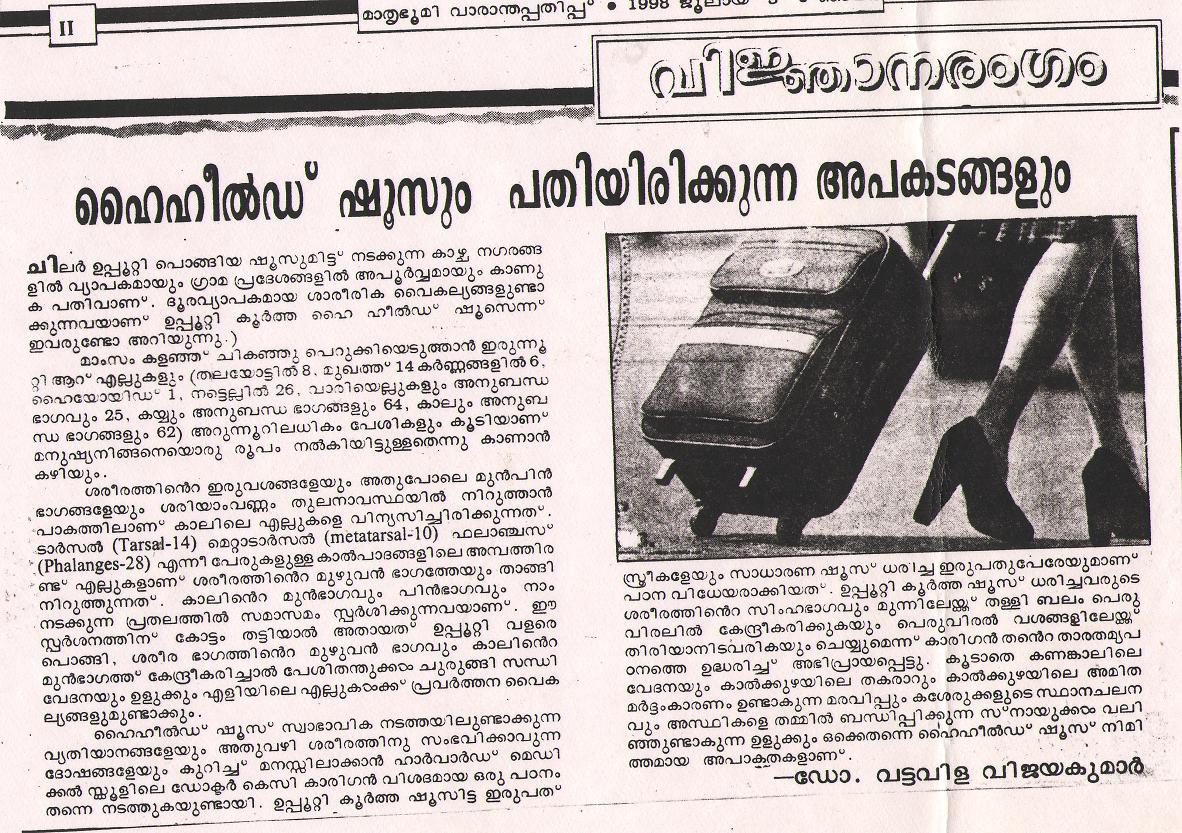 II
മാതൃഭൂമി വാരാന്തപ്പതിപ്പ് • 1998 ജൂലായ്
വിജ്ഞാനരംഗം
ഹൈഹീൽഡ് ഷൂസും പതിയിരിക്കുന്ന അപകടങ്ങളും
ചിലർ ഉപ്പൂറ്റി പൊങ്ങിയ ഷൂസുമിട്ട് നടക്കുന്ന കാഴ്ച നഗരങ്ങ
ളിൽ വ്യാപകമായും ഗ്രാമ പ്രദേശങ്ങളിൽ അപൂർവ്വമായും കാണു
ക പതിവാണ്. ദൂരവ്യാപകമായ ശാരീരിക വൈകല്യങ്ങളുണ്ടാ
ക്കുന്നവയാണ് ഉപ്പൂറ്റി കൂർത്ത ഹൈ ഹീൽഡ് ഷൂസെന്ന്
ഇവരുണ്ടോ അറിയുന്നു.)
മാംസം കളഞ്ഞ് ചികഞ്ഞു പെറുക്കിയെടുത്താൻ ഇരുന്നൂ
റ്റി ആറ് എല്ലുകളും (തലയോട്ടിൽ 8, മുഖത്ത് 14 കർണ്ണങ്ങളിൽ 6,
ഹൈയോയിഡ് 1, നട്ടെല്ലിൽ 26, വാരിയെല്ലുകളും അനുബന്ധ
ഭാഗവും 25, കയ്യും അനുബന്ധ ഭാഗങ്ങളും 64, കാലും അനുബ
ന്ധ ഭാഗങ്ങളും 62) അറുന്നൂറിലധികം പേശികളും കൂടിയാണ്
മനുഷ്യനിങ്ങനെയൊരു രൂപം നൽകിയിട്ടുള്ളതെന്നു കാണാൻ
കഴിയും.
ശരീരത്തിന്റെ ഇരുവശങ്ങളേയും അതുപോലെ മുൻപിൻ
ഭാഗങ്ങളേയും ശരിയാംവണ്ണം തുലനാവസ്ഥയിൽ നിറുത്താൻ
പാകത്തിലാണ് കാലിലെ എല്ലുകളെ വിന്യസിച്ചിരിക്കുന്നത്.
ടാർസൽ (Tarsal-14) മെറ്റാടാർസൽ (metatarsal-10) ഫലാഞ്ചസ്
(Phalanges-28) എന്നീ പേരുകളുള്ള കാൽപാദങ്ങളിലെ അമ്പത്തിര
ണ്ട് എല്ലുകളാണ് ശരീരത്തിന്റെ മുഴുവൻ ഭാഗത്തേയും താങ്ങി
നിറുത്തുന്നത്. കാലിന്റെ മുൻഭാഗവും പിൻഭാഗവും നാം
നടക്കുന്ന പ്രതലത്തിൽ സമാസമം സ്പർശിക്കുന്നവയാണ്. ഈ
സ്പർശനത്തിന് കോട്ടം തട്ടിയാൽ അതായത് ഉപ്പൂറ്റി വളരെ
പൊങ്ങി, ശരീര ഭാഗത്തിന്റെ മുഴുവൻ ഭാഗവും കാലിന്റെ
മുൻഭാഗത്ത് കേന്ദ്രീകരിച്ചാൽ പേശിതന്തുക്കൾ ചുരുങ്ങി സന്ധി
വേദനയും ഉളുക്കും എളിയിലെ എല്ലുകൾക്ക് പ്രവർത്തന വൈക
ല്യങ്ങളുമുണ്ടാക്കും.
ഹൈഹീൽഡ് ഷൂസ് സ്വാഭാവിക നടത്തയിലുണ്ടാക്കുന്ന
വ്യതിയാനങ്ങളേയും അതുവഴി ശരീരത്തിനു സംഭവിക്കാവുന്ന
ദോഷങ്ങളേയും കുറിച്ച് മനസ്സിലാക്കാൻ ഹാർവാർഡ് മെഡി
ക്കൽ സ്കൂളിലെ ഡോക്ടർ കെസി കാരിഗൻ വിശദമായ ഒരു പഠനം
തന്നെ നടത്തുകയുണ്ടായി. ഉപ്പൂറ്റി കൂർത്ത ഷൂസിട്ട ഇരുപത്
സ്ത്രീകളേയും സാധാരണ ഷൂസ് ധരിച്ച ഇരുപതുപേരേയുമാണ്
പഠന വിധേയരാക്കിയത്. ഉപ്പൂറ്റി കൂർത്ത ഷൂസ് ധരിച്ചവരുടെ
ശരീരത്തിന്റെ സിംഹഭാഗവും മുന്നിലേയ്ക്ക് തള്ളി ബലം പെരു
വിരലിൽ കേന്ദ്രീകരിക്കുകയും പെരുവിരൽ വശങ്ങളിലേയ്ക്ക്
തിരിയാനിടവരികയും ചെയ്യുമെന്ന് കാരിഗൻ തന്റെ താരതമ്യപ
ഠനത്തെ ഉദ്ധരിച്ച് അഭിപ്രായപ്പെട്ടു. കൂടാതെ കണങ്കാലിലെ
വേദനയും കാൽക്കുഴയിലെ തകരാറും കാൽക്കുഴയിലെ അമിത
മർദ്ദംകാരണം ഉണ്ടാകുന്ന മരവിപ്പും കശേരുക്കളുടെ സ്ഥാനചലന
വും അസ്ഥികളെ തമ്മിൽ ബന്ധിപ്പിക്കുന്ന സ്നായുക്കൾ വലി
ഞ്ഞുണ്ടാകുന്ന ഉളുക്കും ഒക്കെതന്നെ ഹൈഹീൽഡ് ഷൂസ് നിമി
ത്തമായ അപാകതകളാണ്.
—ഡോ. വട്ടവിള വിജയകുമാർ